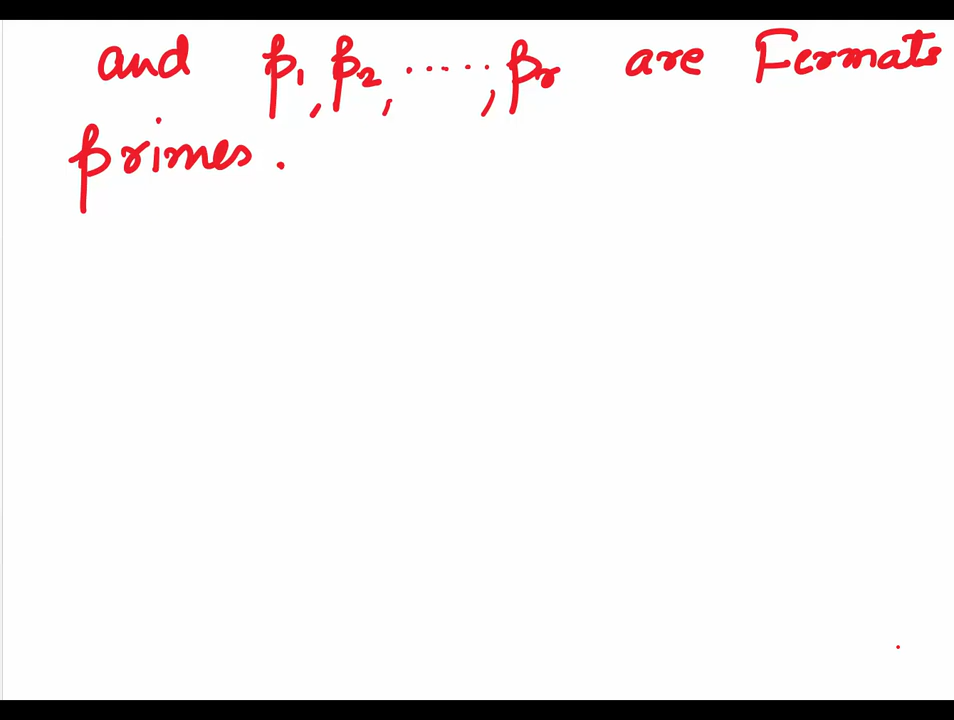 and p₁, p₂, ....., pᵣ are Fermats
primes.